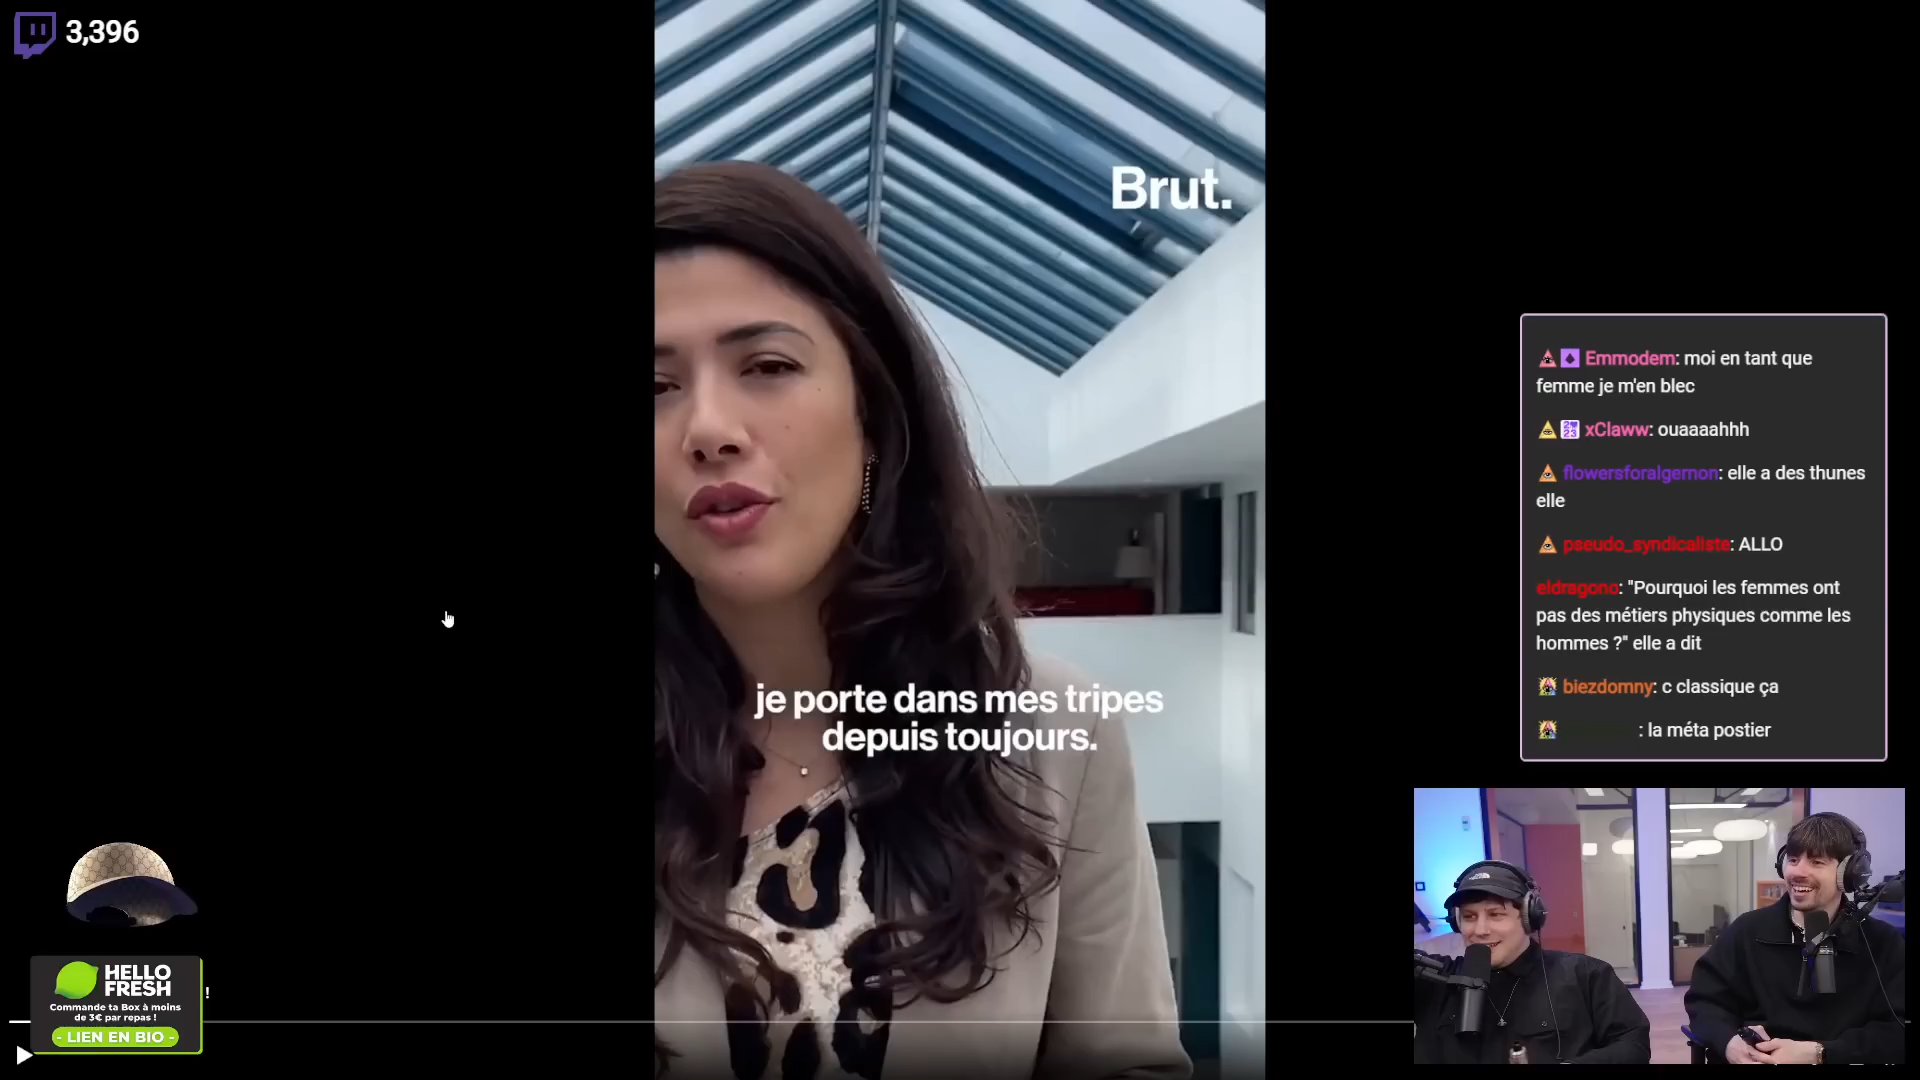 3,396
Brut.
je porte dans mes tripes
depuis toujours.
Emmodem: moi en tant que
femme je m'en blec
xClaww: ouaaaahhh
flowersforalgernon: elle a des thunes
elle
pseudo_syndicaliste: ALLO
eldragono: "Pourquoi les femmes ont
pas des métiers physiques comme les
hommes ?" elle a dit
biezdomny: c classique ça
: la méta postier
HELLO
FRESH
Commande ta Box à moins
de 3€ par repas !
- LIEN EN BIO -
!